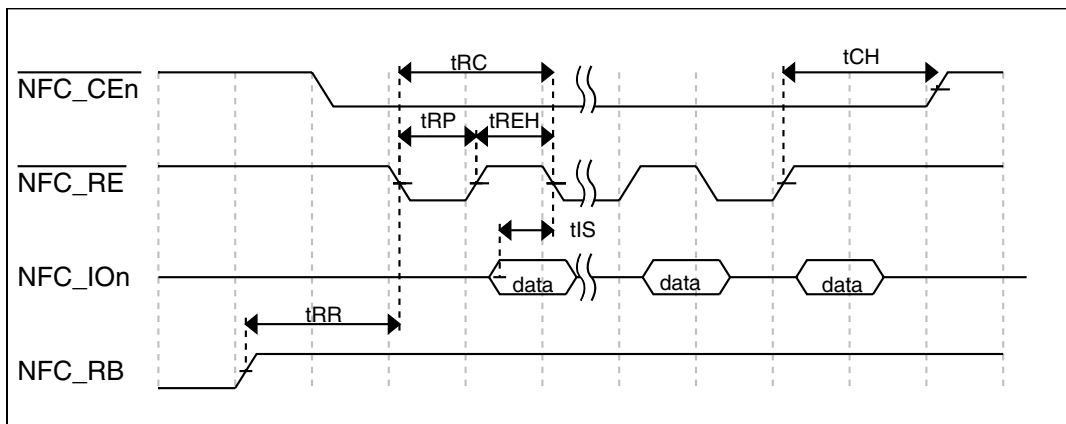 tRC
tCH
NFC_CEn
tRP
tREH
NFC_RE
tIS
NFC_IOn
data
data
data
tRR
NFC_RB